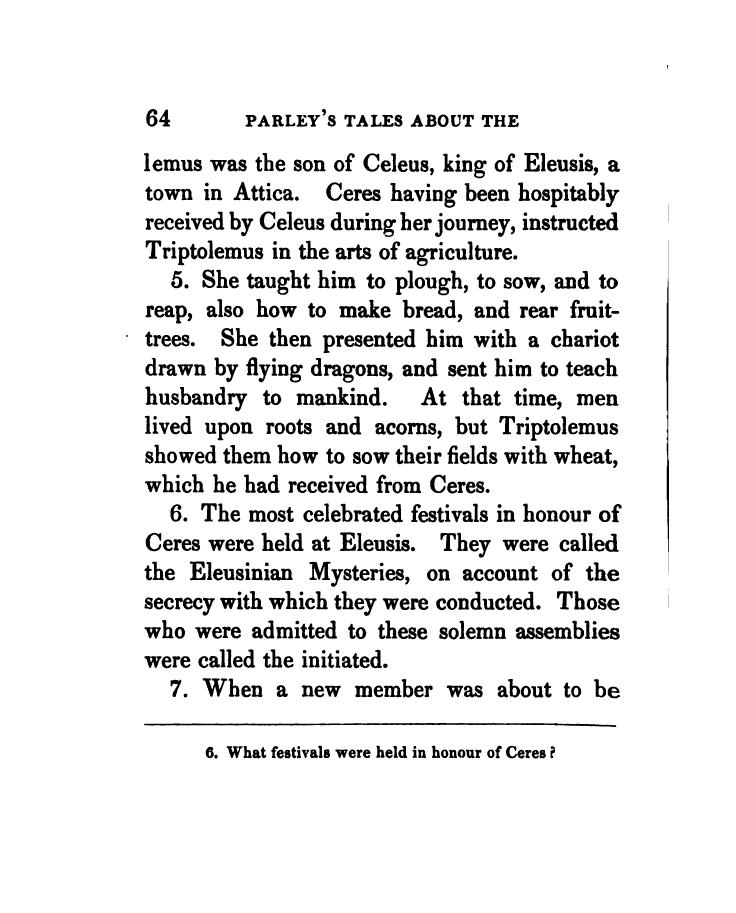 64 PARLEY'S TALES ABOUT THE
lemus was the son of Celeus, king of Eleusis, a
town in Attica. Ceres having been hospitably
received by Celeus during her journey, instructed
Triptolemus in the arts of agriculture.
5. She taught him to plough, to sow, and to
reap, also how to make bread, and rear fruit-
trees. She then presented him with a chariot
drawn by flying dragons, and sent him to teach
husbandry to mankind. At that time, men
lived upon roots and acorns, but Triptolemus
showed them how to sow their fields with wheat,
which he had received from Ceres.
6. The most celebrated festivals in honour of
Ceres were held at Eleusis. They were called
the Eleusinian Mysteries, on account of the
secrecy with which they were conducted. Those
who were admitted to these solemn assemblies
were called the initiated.
7. When a new member was about to be
6. What festivals were held in honour of Ceres?